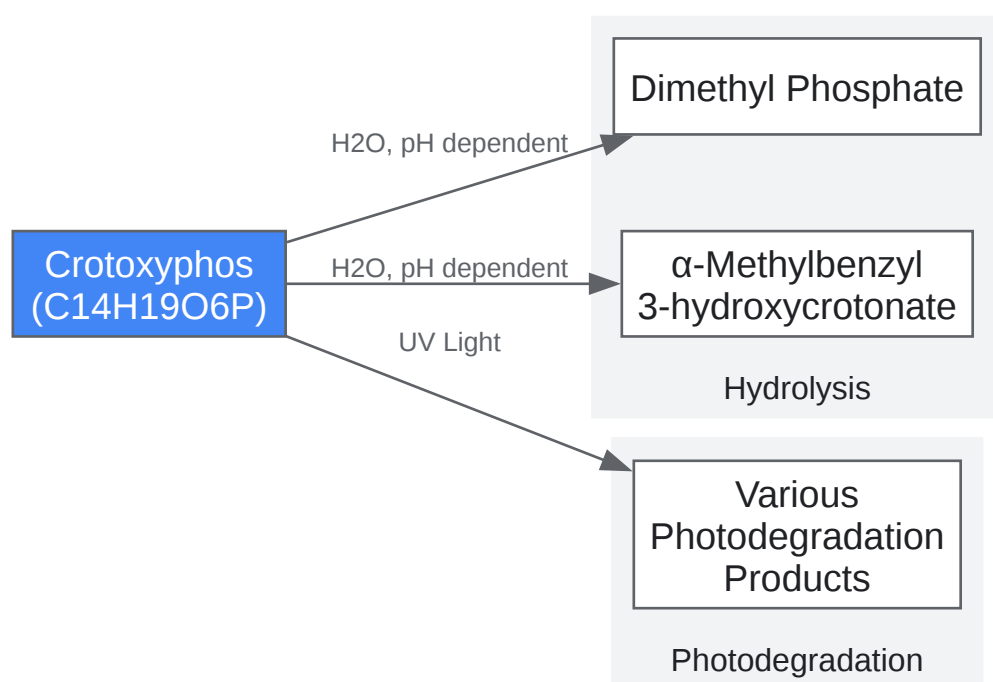 Dimethyl Phosphate
H2O, pH dependent
Crotoxyphos
(C14H19O6P)
H2O, pH dependent
α-Methylbenzyl
3-hydroxycrotonate
UV Light
Hydrolysis
Various
Photodegradation
Products
Photodegradation